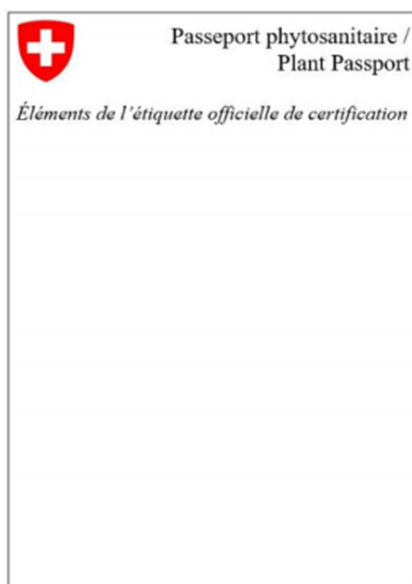 Passeport phytosanitaire /
Plant Passport
Éléments de l'étiquette officielle de certification